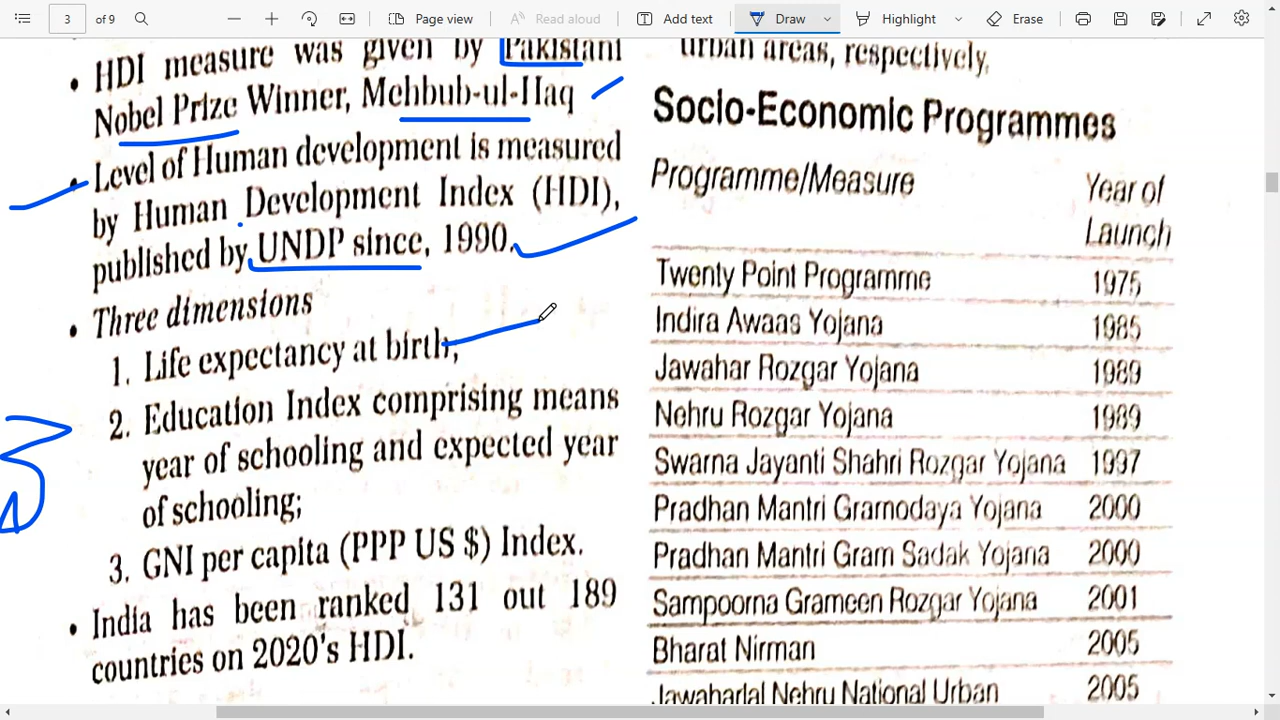 3
of 9
Page view
Read aloud
Add text
Draw
Highlight
Erase
• HDI measure was given by Pakistani
Nobel Prize Winner, Mehbub-ul-Haq
• Level of Human development is measured
by Human Development Index (HDI),
published by UNDP since, 1990.
• Three dimensions
1. Life expectancy at birth,
2. Education Index comprising means
year of schooling and expected year
of schooling;
3. GNI per capita (PPP US $) Index.
• India has been ranked 131 out 189
countries on 2020's HDI.
urban areas, respectively.
Socio-Economic Programmes
Programme/Measure Year of
Launch
Twenty Point Programme 1975
Indira Awaas Yojana 1985
Jawahar Rozgar Yojana 1989
Nehru Rozgar Yojana 1989
Swarna Jayanti Shahri Rozgar Yojana 1997
Pradhan Mantri Gramodaya Yojana 2000
Pradhan Mantri Gram Sadak Yojana 2000
Sampoorna Grameen Rozgar Yojana 2001
Bharat Nirman 2005
Jawaharlal Nehru National Urban 2005